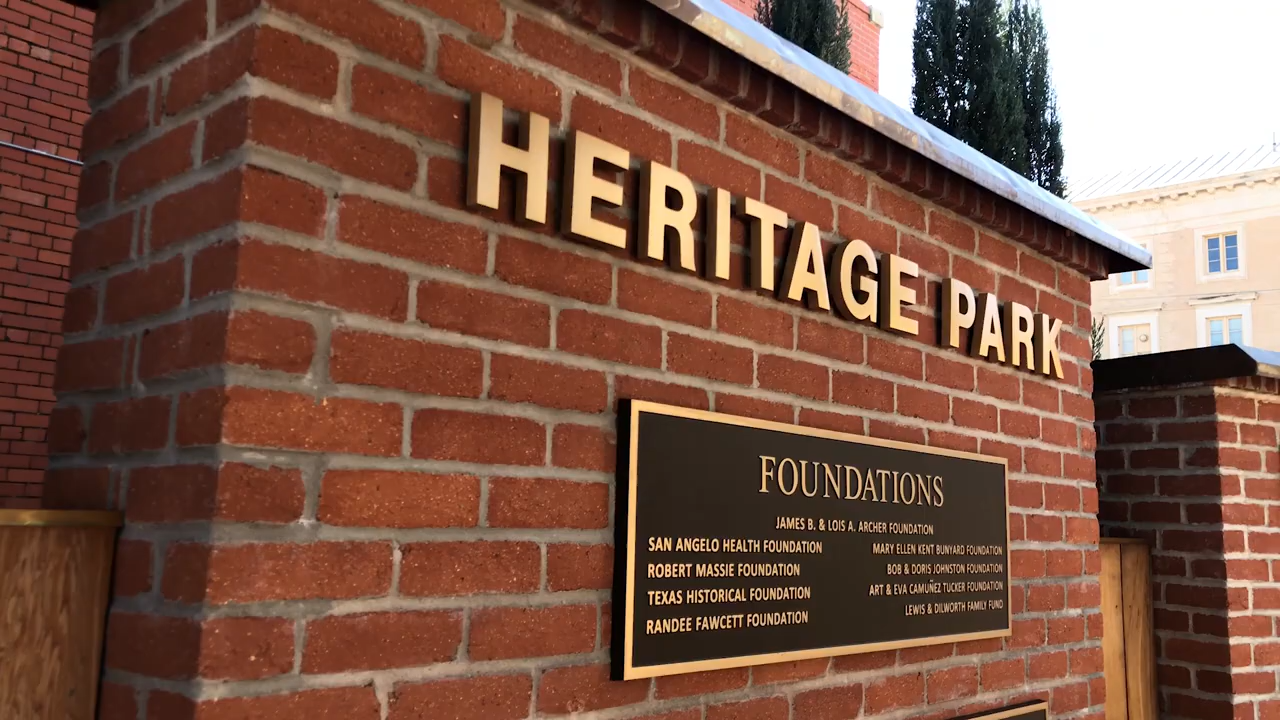 HERITAGE PARK
FOUNDATIONS
JAMES B. & LOIS A. ARCHER FOUNDATION
SAN ANGELO HEALTH FOUNDATION
ROBERT MASSIE FOUNDATION
TEXAS HISTORICAL FOUNDATION
RANDEE FAWCETT FOUNDATION
MARY ELLEN KENT BUNYARD FOUNDATION
BOB & DORIS JOHNSTON FOUNDATION
ART & EVA CAMUÑEZ TUCKER FOUNDATION
LEWIS & DILWORTH FAMILY FUND